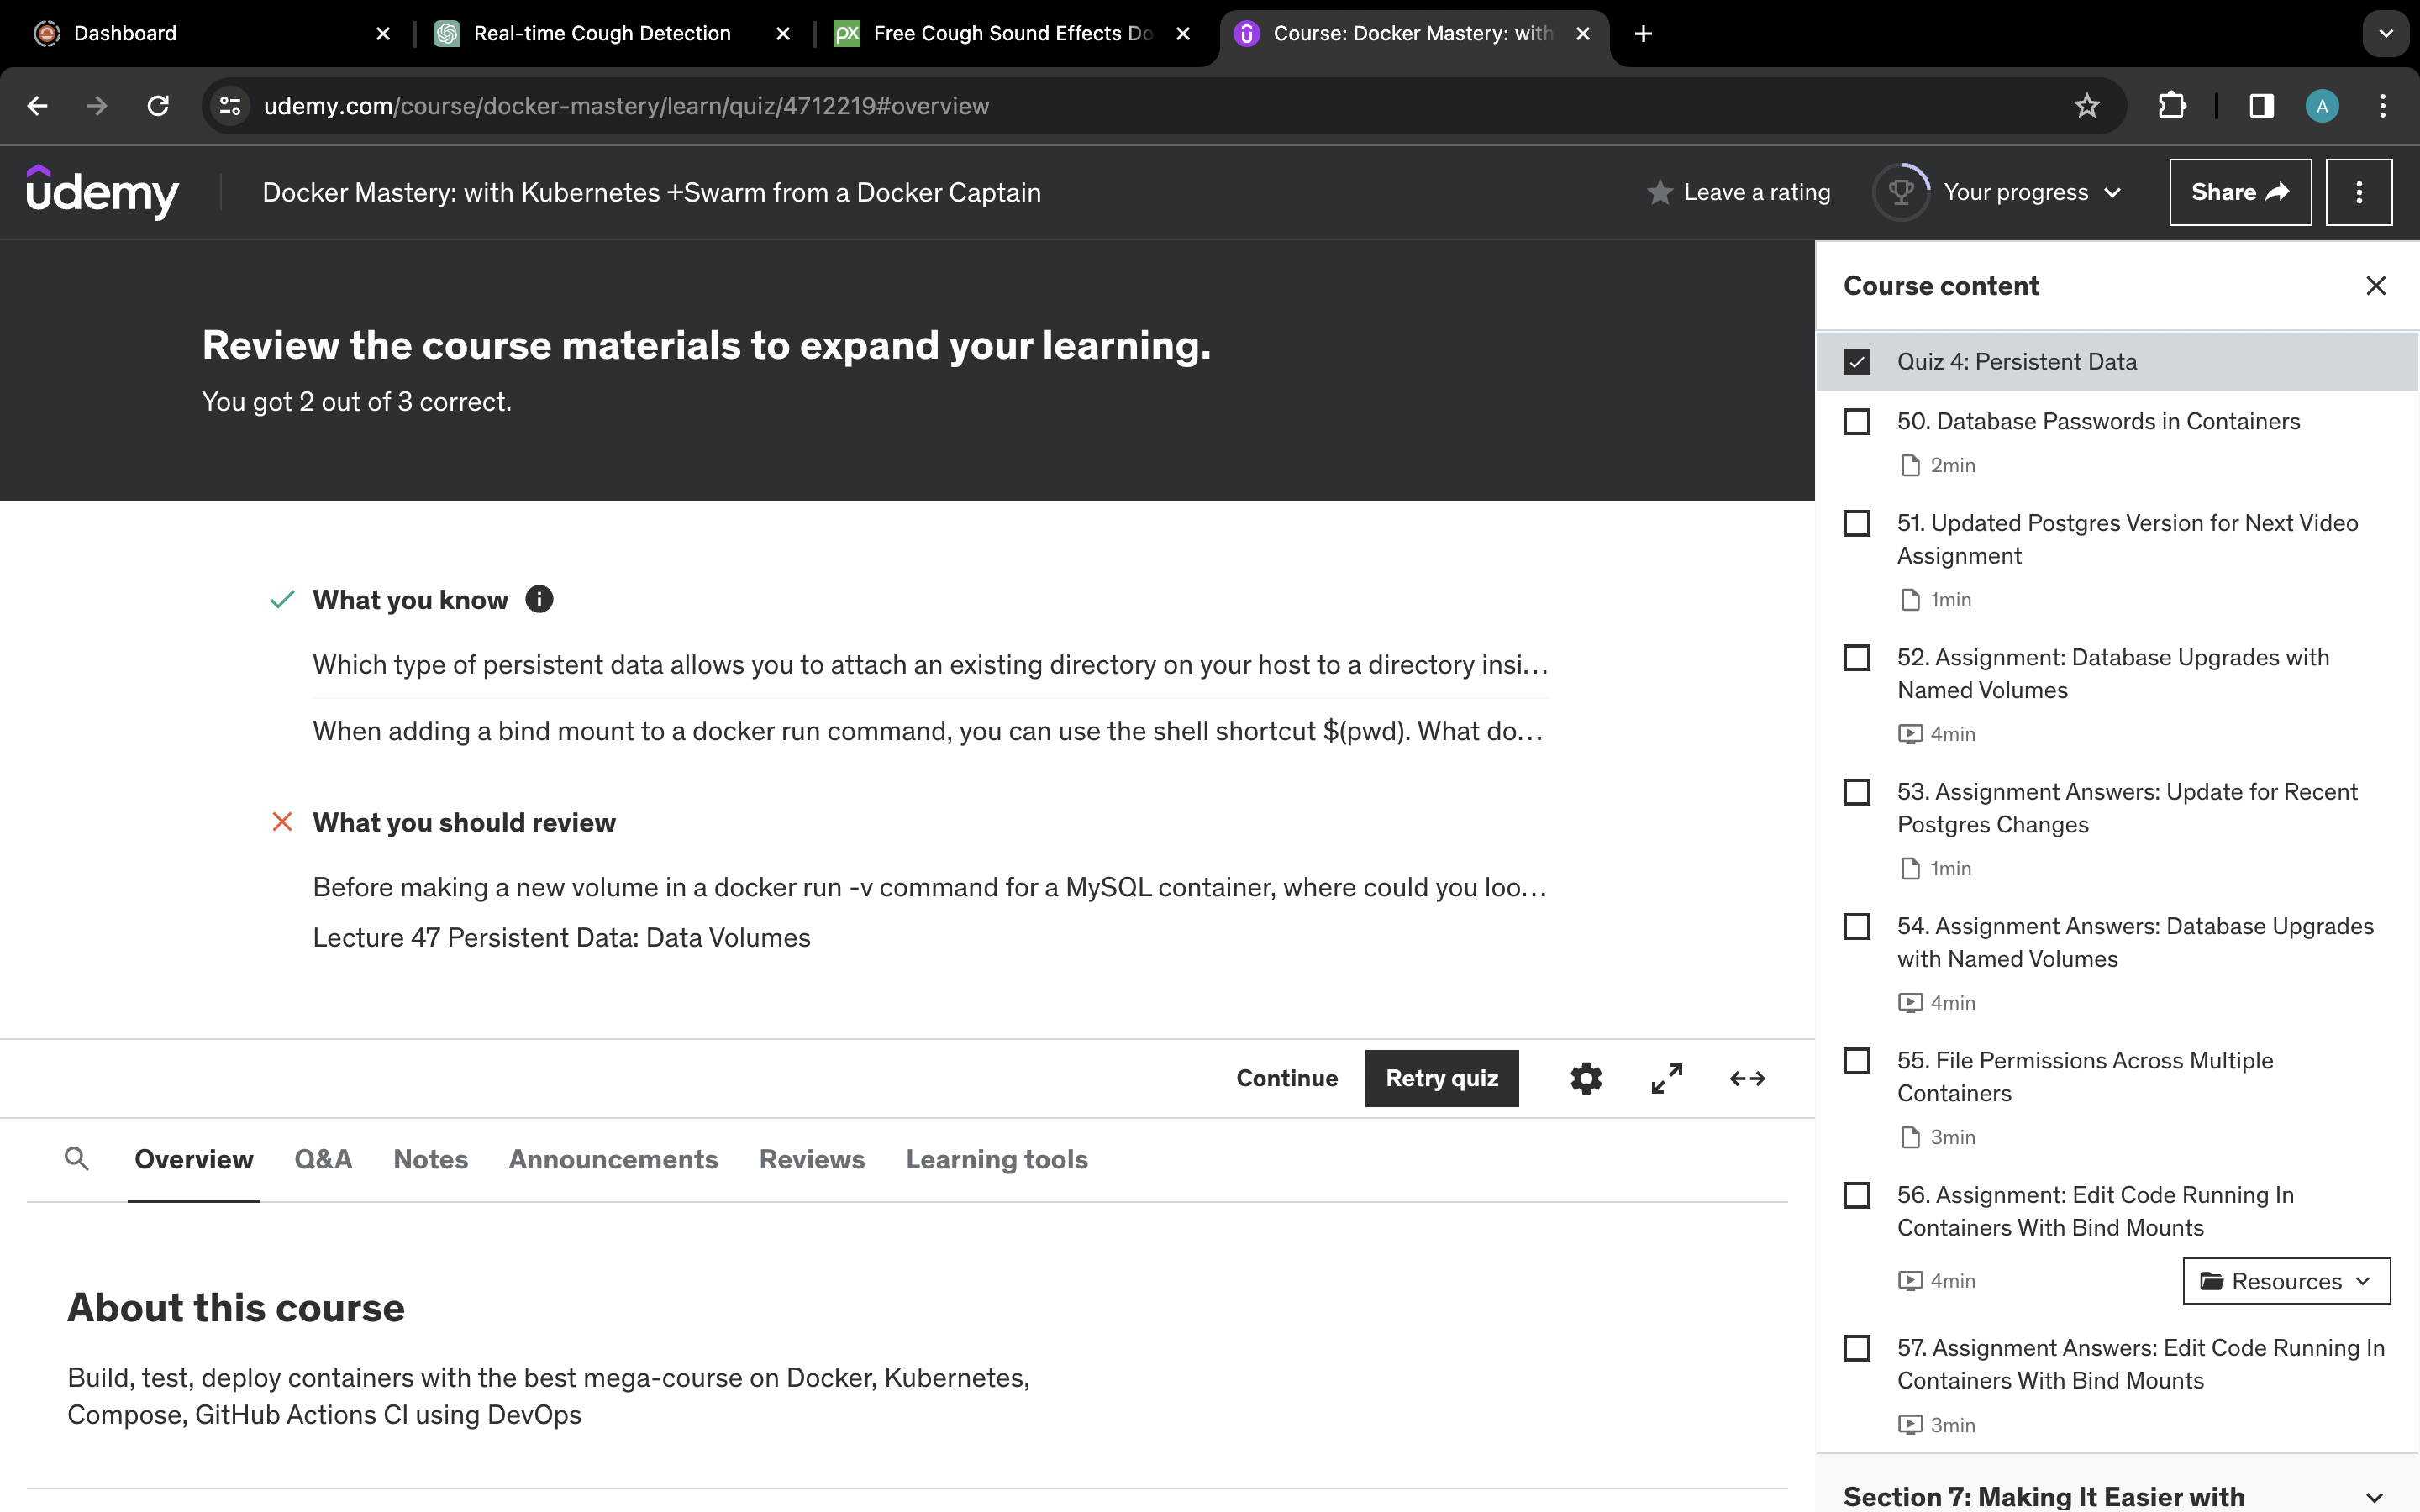 Dashboard
Real-time Cough Detection
Free Cough Sound Effects Do
Course: Docker Mastery: with
udemy.com/course/docker-mastery/learn/quiz/4712219#overview
A
udemy
Docker Mastery: with Kubernetes +Swarm from a Docker Captain
Leave a rating
Your progress
Share
Review the course materials to expand your learning.
You got 2 out of 3 correct.
What you know
Which type of persistent data allows you to attach an existing directory on your host to a directory insi...
When adding a bind mount to a docker run command, you can use the shell shortcut $(pwd). What do...
What you should review
Before making a new volume in a docker run -v command for a MySQL container, where could you loo...
Lecture 47 Persistent Data: Data Volumes
Continue
Retry quiz
Overview
Q&A
Notes
Announcements
Reviews
Learning tools
About this course
Build, test, deploy containers with the best mega-course on Docker, Kubernetes,
Compose, GitHub Actions CI using DevOps
Course content
Quiz 4: Persistent Data
50. Database Passwords in Containers
2min
51. Updated Postgres Version for Next Video
Assignment
1min
52. Assignment: Database Upgrades with
Named Volumes
4min
53. Assignment Answers: Update for Recent
Postgres Changes
1min
54. Assignment Answers: Database Upgrades
with Named Volumes
4min
55. File Permissions Across Multiple
Containers
3min
56. Assignment: Edit Code Running In
Containers With Bind Mounts
4min
Resources
57. Assignment Answers: Edit Code Running In
Containers With Bind Mounts
3min
Section 7: Making It Easier with